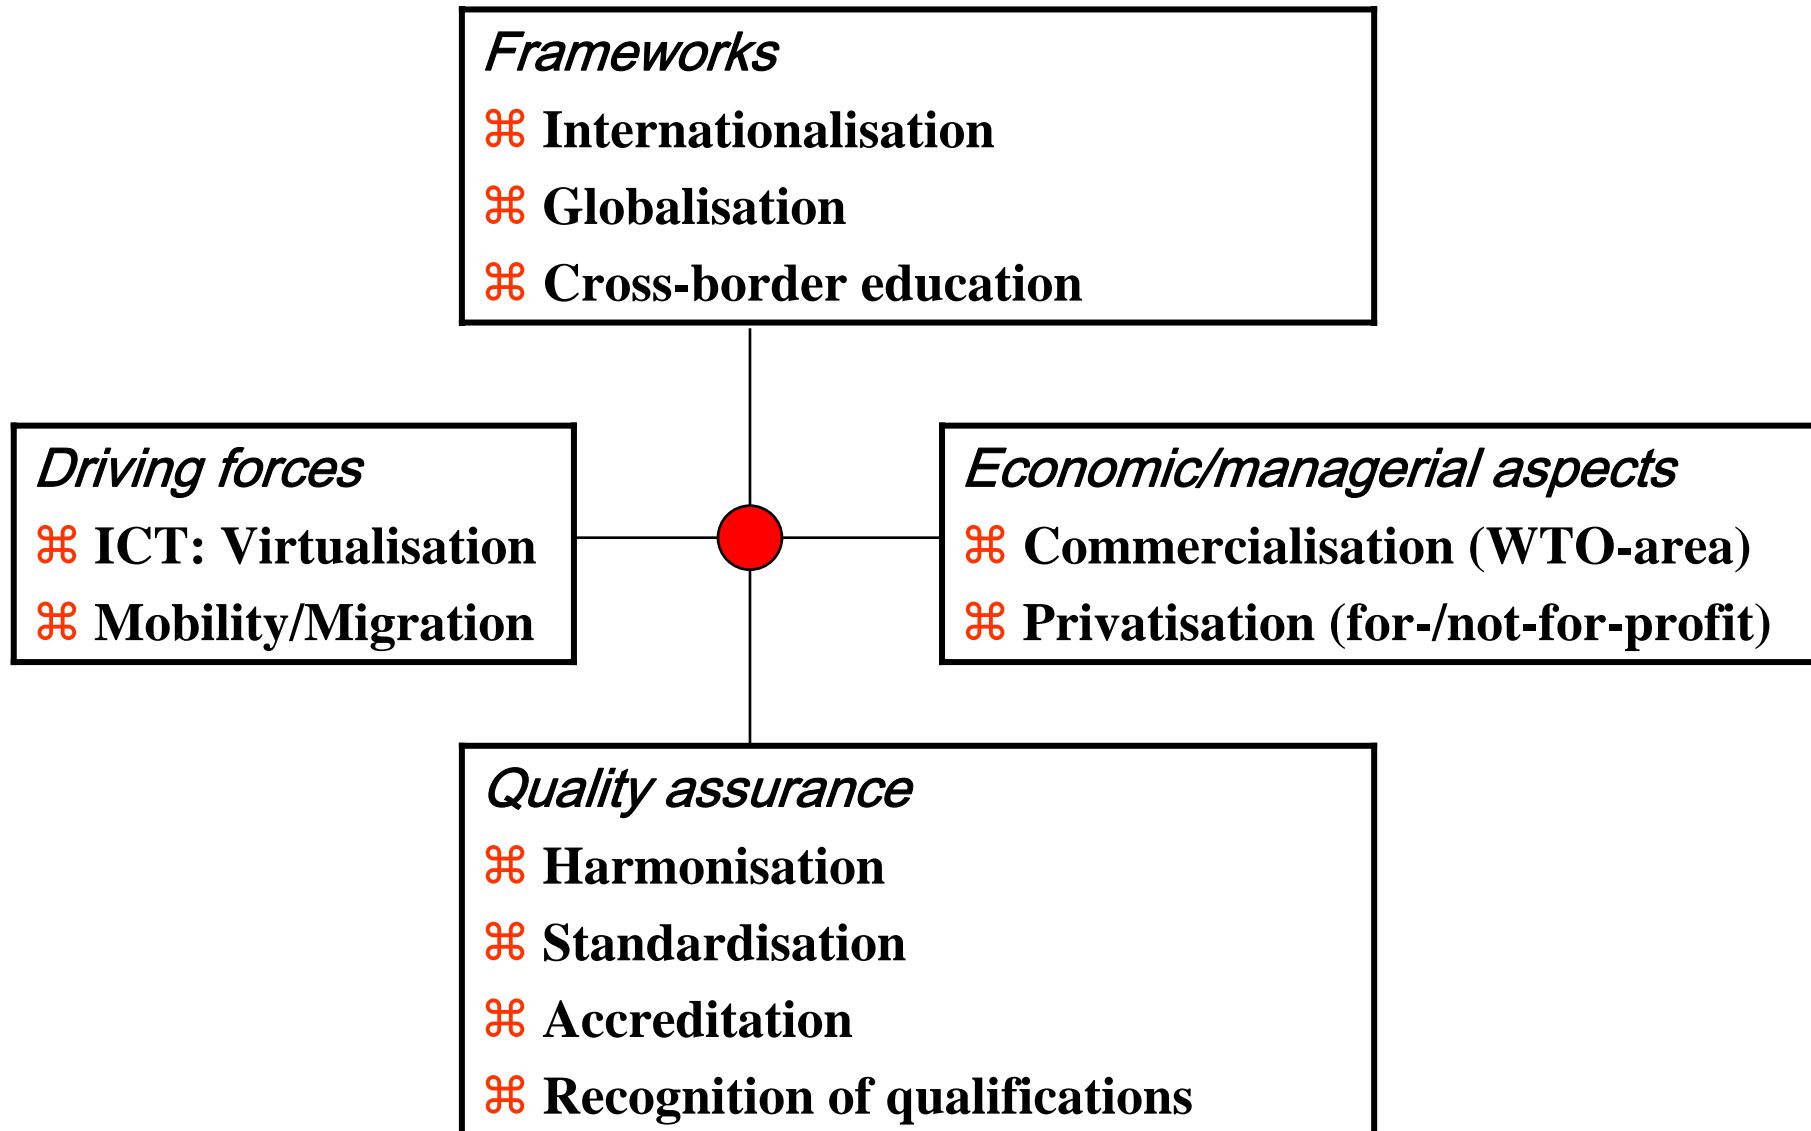 Frameworks
⌘ Internationalisation
⌘ Globalisation
⌘ Cross-border education
Driving forces
⌘ ICT: Virtualisation
⌘ Mobility/Migration
Economic/managerial aspects
⌘ Commercialisation (WTO-area)
⌘ Privatisation (for-/not-for-profit)
Quality assurance
⌘ Harmonisation
⌘ Standardisation
⌘ Accreditation
⌘ Recognition of qualifications